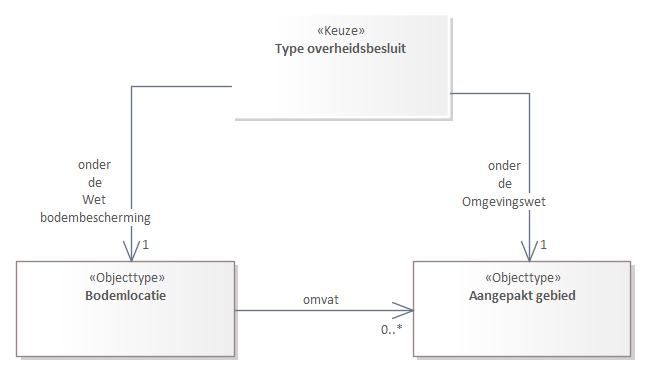 «Keuze»
Type overheidsbesluit
onder
de
Wet
bodembescherming
1
onder
de
Omgevingswet
1
«Objecttype»
Bodemlocatie
omvat
0..*
«Objecttype»
Aangepakt gebied